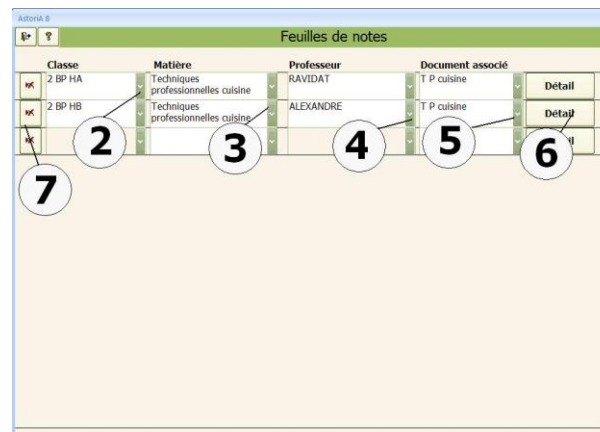 AstoriA 8
?
Feuilles de notes
Classe Matière Professeur Document associé
2 BP HA Techniques professionnelles cuisine RAVIDAT T P cuisine Détail
2 BP HB Techniques professionnelles cuisine ALEXANDRE T P cuisine Détail
2 3 4 5 6
7